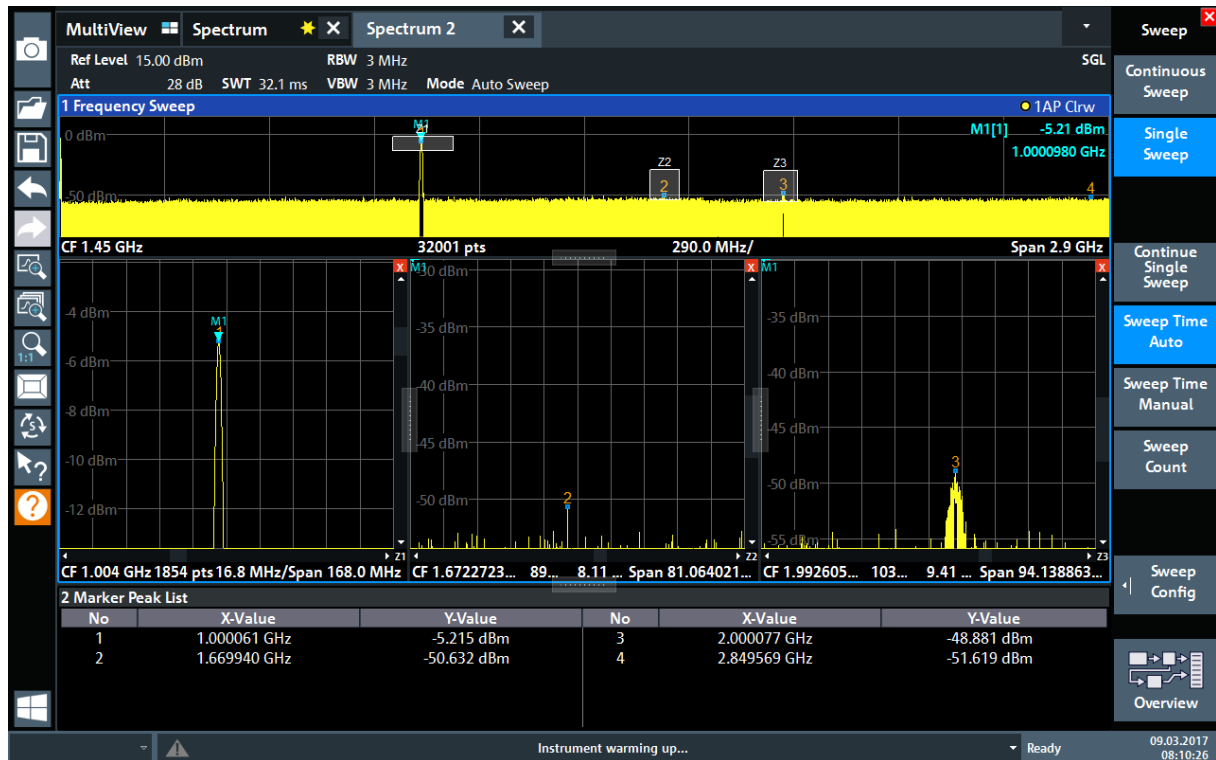 MultiView Spectrum Spectrum 2 Sweep
Ref Level 15.00 dBm RBW 3 MHz SGL
Att 28 dB SWT 32.1 ms VBW 3 MHz Mode Auto Sweep
Continuous
Sweep
1 Frequency Sweep 1AP Clrw
M1[1] -5.21 dBm
1.0000980 GHz
0 dBm
M1
Z1
Z2
2
Z3
3
4
-50 dBm
CF 1.45 GHz 32001 pts 290.0 MHz/ Span 2.9 GHz
Single
Sweep
Continue
Single
Sweep
Sweep Time
Auto
Sweep Time
Manual
Sweep
Count
1:1
-4 dBm
M1
-6 dBm
-8 dBm
-10 dBm
-12 dBm
Z1
CF 1.004 GHz 1854 pts 16.8 MHz/ Span 168.0 MHz
-30 dBm
-35 dBm
-40 dBm
-45 dBm
-50 dBm
2
Z2
CF 1.6722723... 89... 8.11 ... Span 81.064021...
M1
-35 dBm
-40 dBm
-45 dBm
-50 dBm
3
-55 dBm
Z3
CF 1.992605... 103... 9.41 ... Span 94.138863...
Sweep
Config
2 Marker Peak List
No X-Value Y-Value No X-Value Y-Value
1 1.000061 GHz -5.215 dBm 3 2.000077 GHz -48.881 dBm
2 1.669940 GHz -50.632 dBm 4 2.849569 GHz -51.619 dBm
Overview
Instrument warming up... Ready 09.03.2017
08:10:26